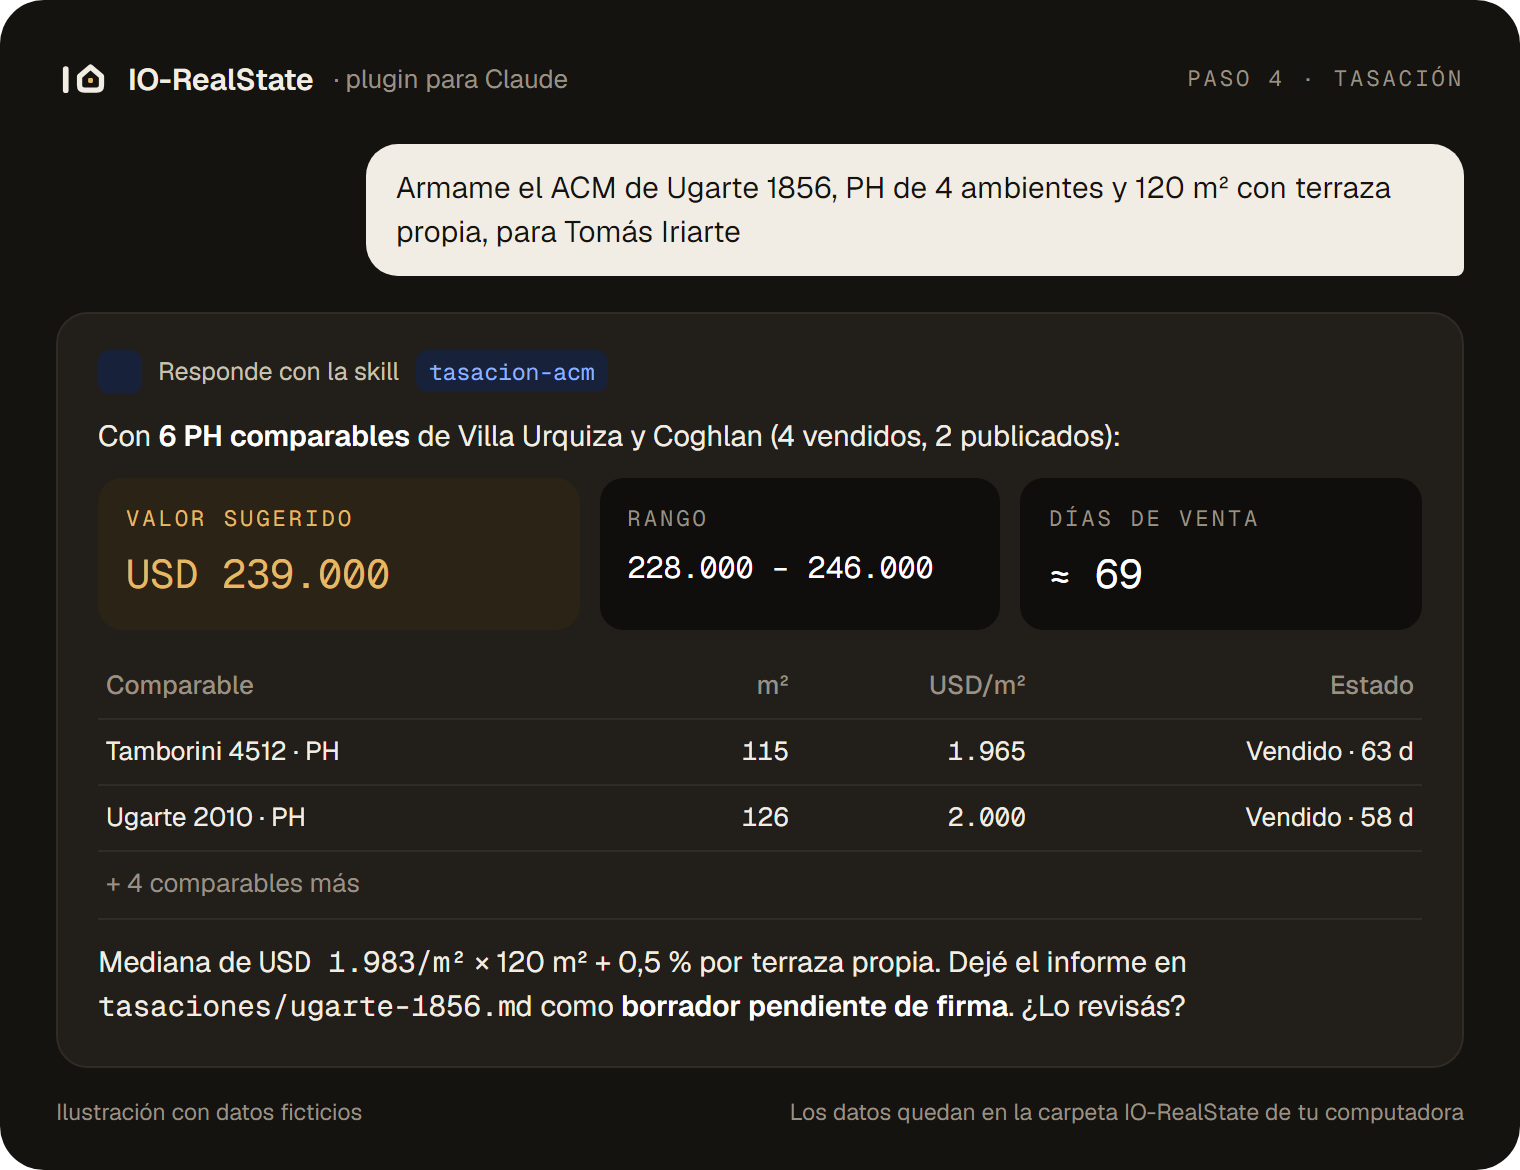 IO-RealState · plugin para Claude
PASO 4 · TASACIÓN
Armame el ACM de Ugarte 1856, PH de 4 ambientes y 120 m² con terraza
propia, para Tomás Iriarte
Responde con la skill tasacion-acm
Con 6 PH comparables de Villa Urquiza y Coghlan (4 vendidos, 2 publicados):
VALOR SUGERIDO
USD 239.000
RANGO
228.000 – 246.000
DÍAS DE VENTA
≈ 69
Comparable m² USD/m² Estado
Tamborini 4512 · PH 115 1.965 Vendido · 63 d
Ugarte 2010 · PH 126 2.000 Vendido · 58 d
+ 4 comparables más
Mediana de USD 1.983/m² × 120 m² + 0,5 % por terraza propia. Dejé el informe en
tasaciones/ugarte-1856.md como borrador pendiente de firma. ¿Lo revisás?
Ilustración con datos ficticios
Los datos quedan en la carpeta IO-RealState de tu computadora